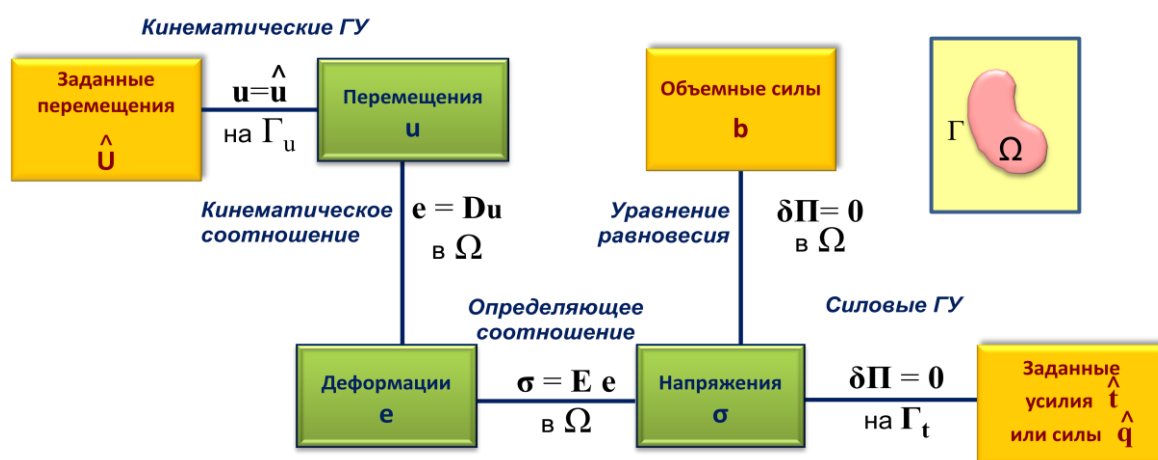 Кинематические ГУ
Заданные
перемещения
Û
u=û
на Γu
Перемещения
u
Объемные силы
b
Γ
Ω
Кинематическое
соотношение
e = Du
в Ω
Уравнение
равновесия
δΠ= 0
в Ω
Определяющее
соотношение
Силовые ГУ
Деформации
e
σ = E e
в Ω
Напряжения
σ
δΠ = 0
на Γt
Заданные
усилия t̂
или силы q̂